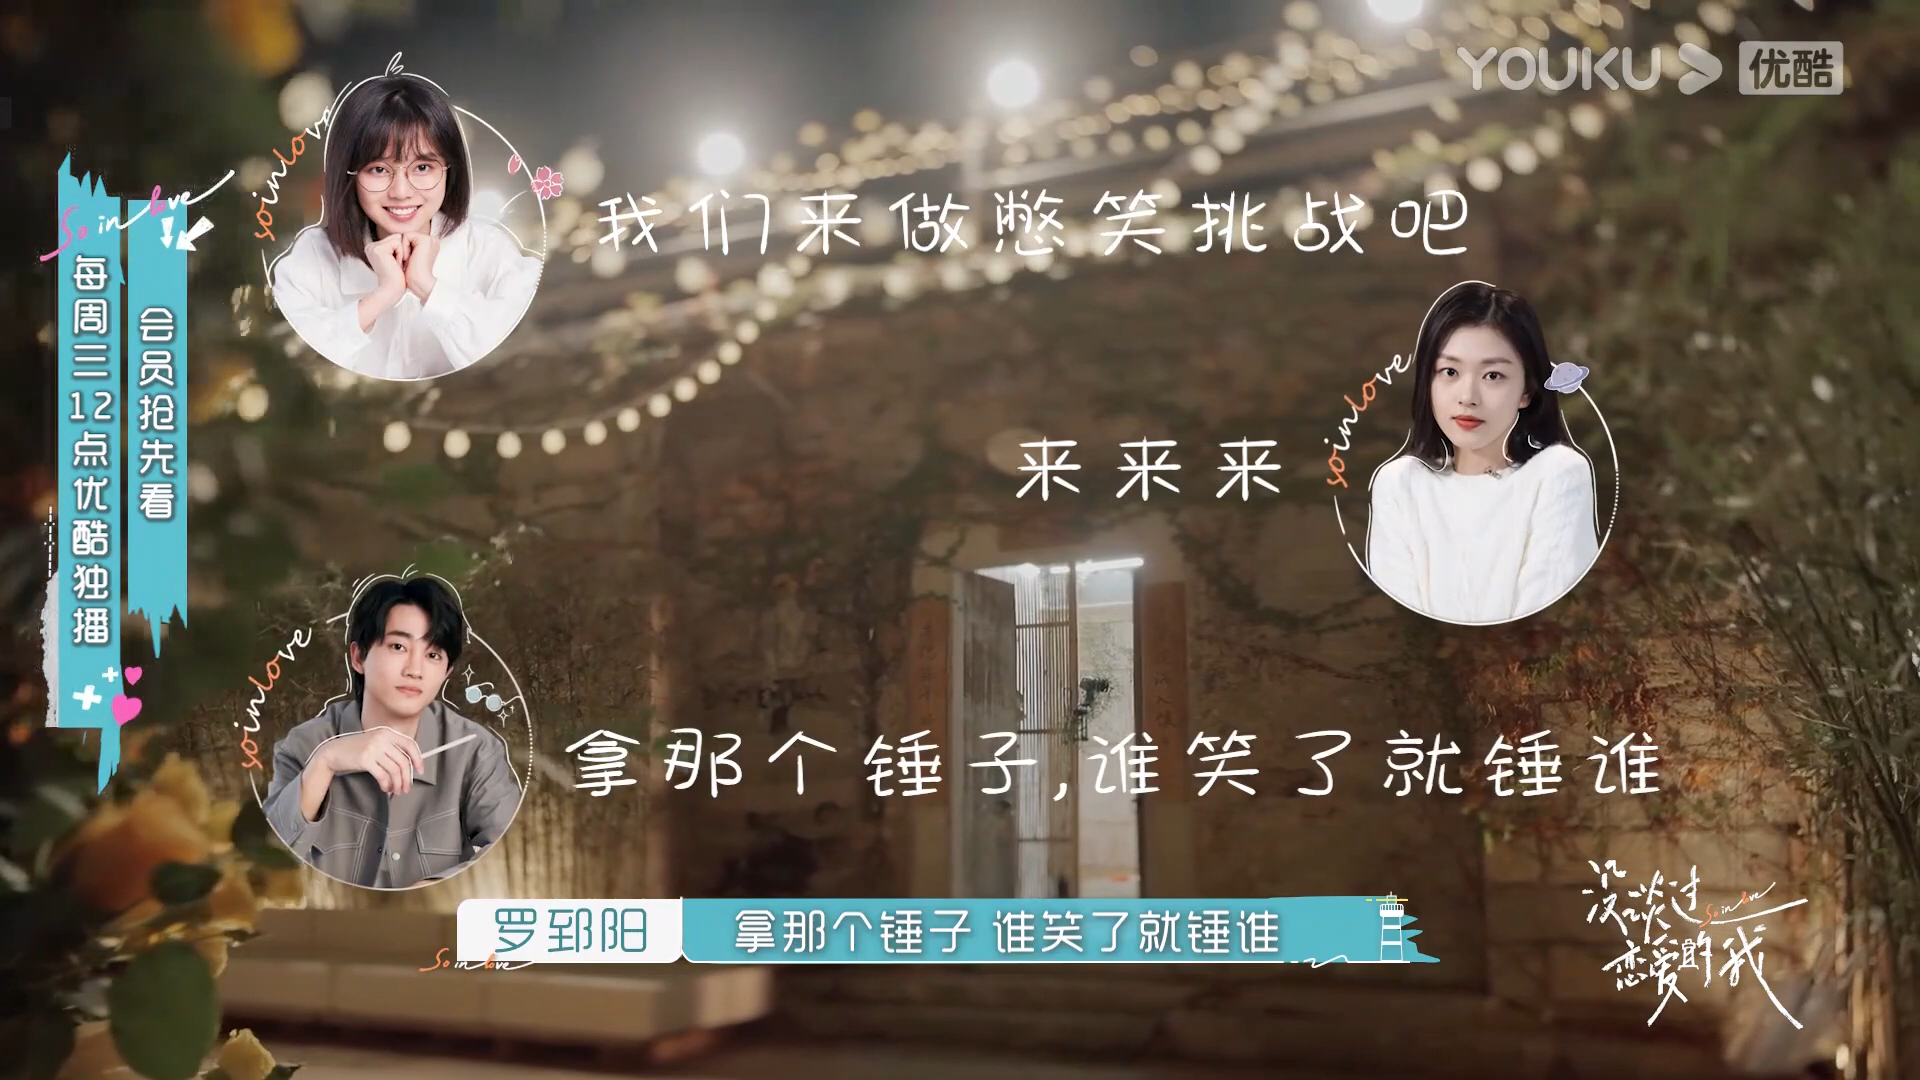 YOUKU 优酷
soinlove
我们来做憋笑挑战吧
So in love
每周三12点优酷独播
会员抢先看
soinlove
来来来
soinlove
拿那个锤子,谁笑了就锤谁
罗郅阳
拿那个锤子 谁笑了就锤谁
So in love
没谈过
So in love
恋爱的我